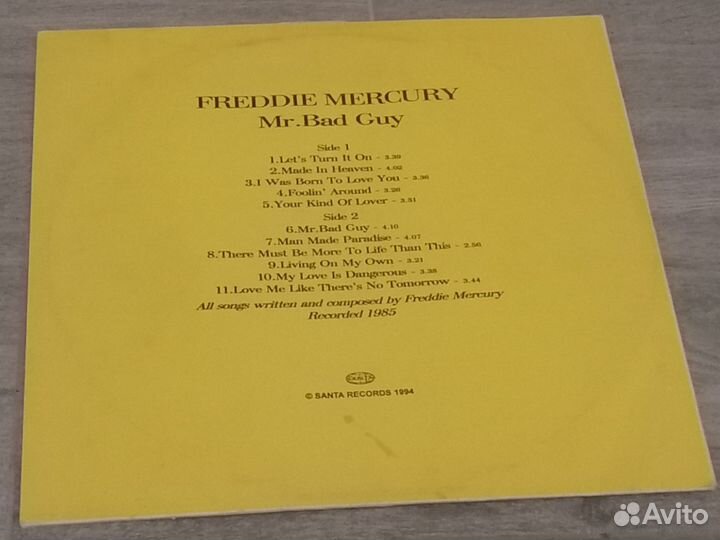 FREDDIE MERCURY
Mr.Bad Guy
Side 1
1.Let's Turn It On - 3.39
2.Made In Heaven - 4.02
3.I Was Born To Love You - 3.36
4.Foolin' Around - 3.26
5.Your Kind Of Lover - 3.31
Side 2
6.Mr.Bad Guy - 4.10
7.Man Made Paradise - 4.07
8.There Must Be More To Life Than This - 2.56
9.Living On My Own - 3.21
10.My Love Is Dangerous - 3.38
11.Love Me Like There's No Tomorrow - 3.44
All songs written and composed by Freddie Mercury
Recorded 1985
© SANTA RECORDS 1994
Avito